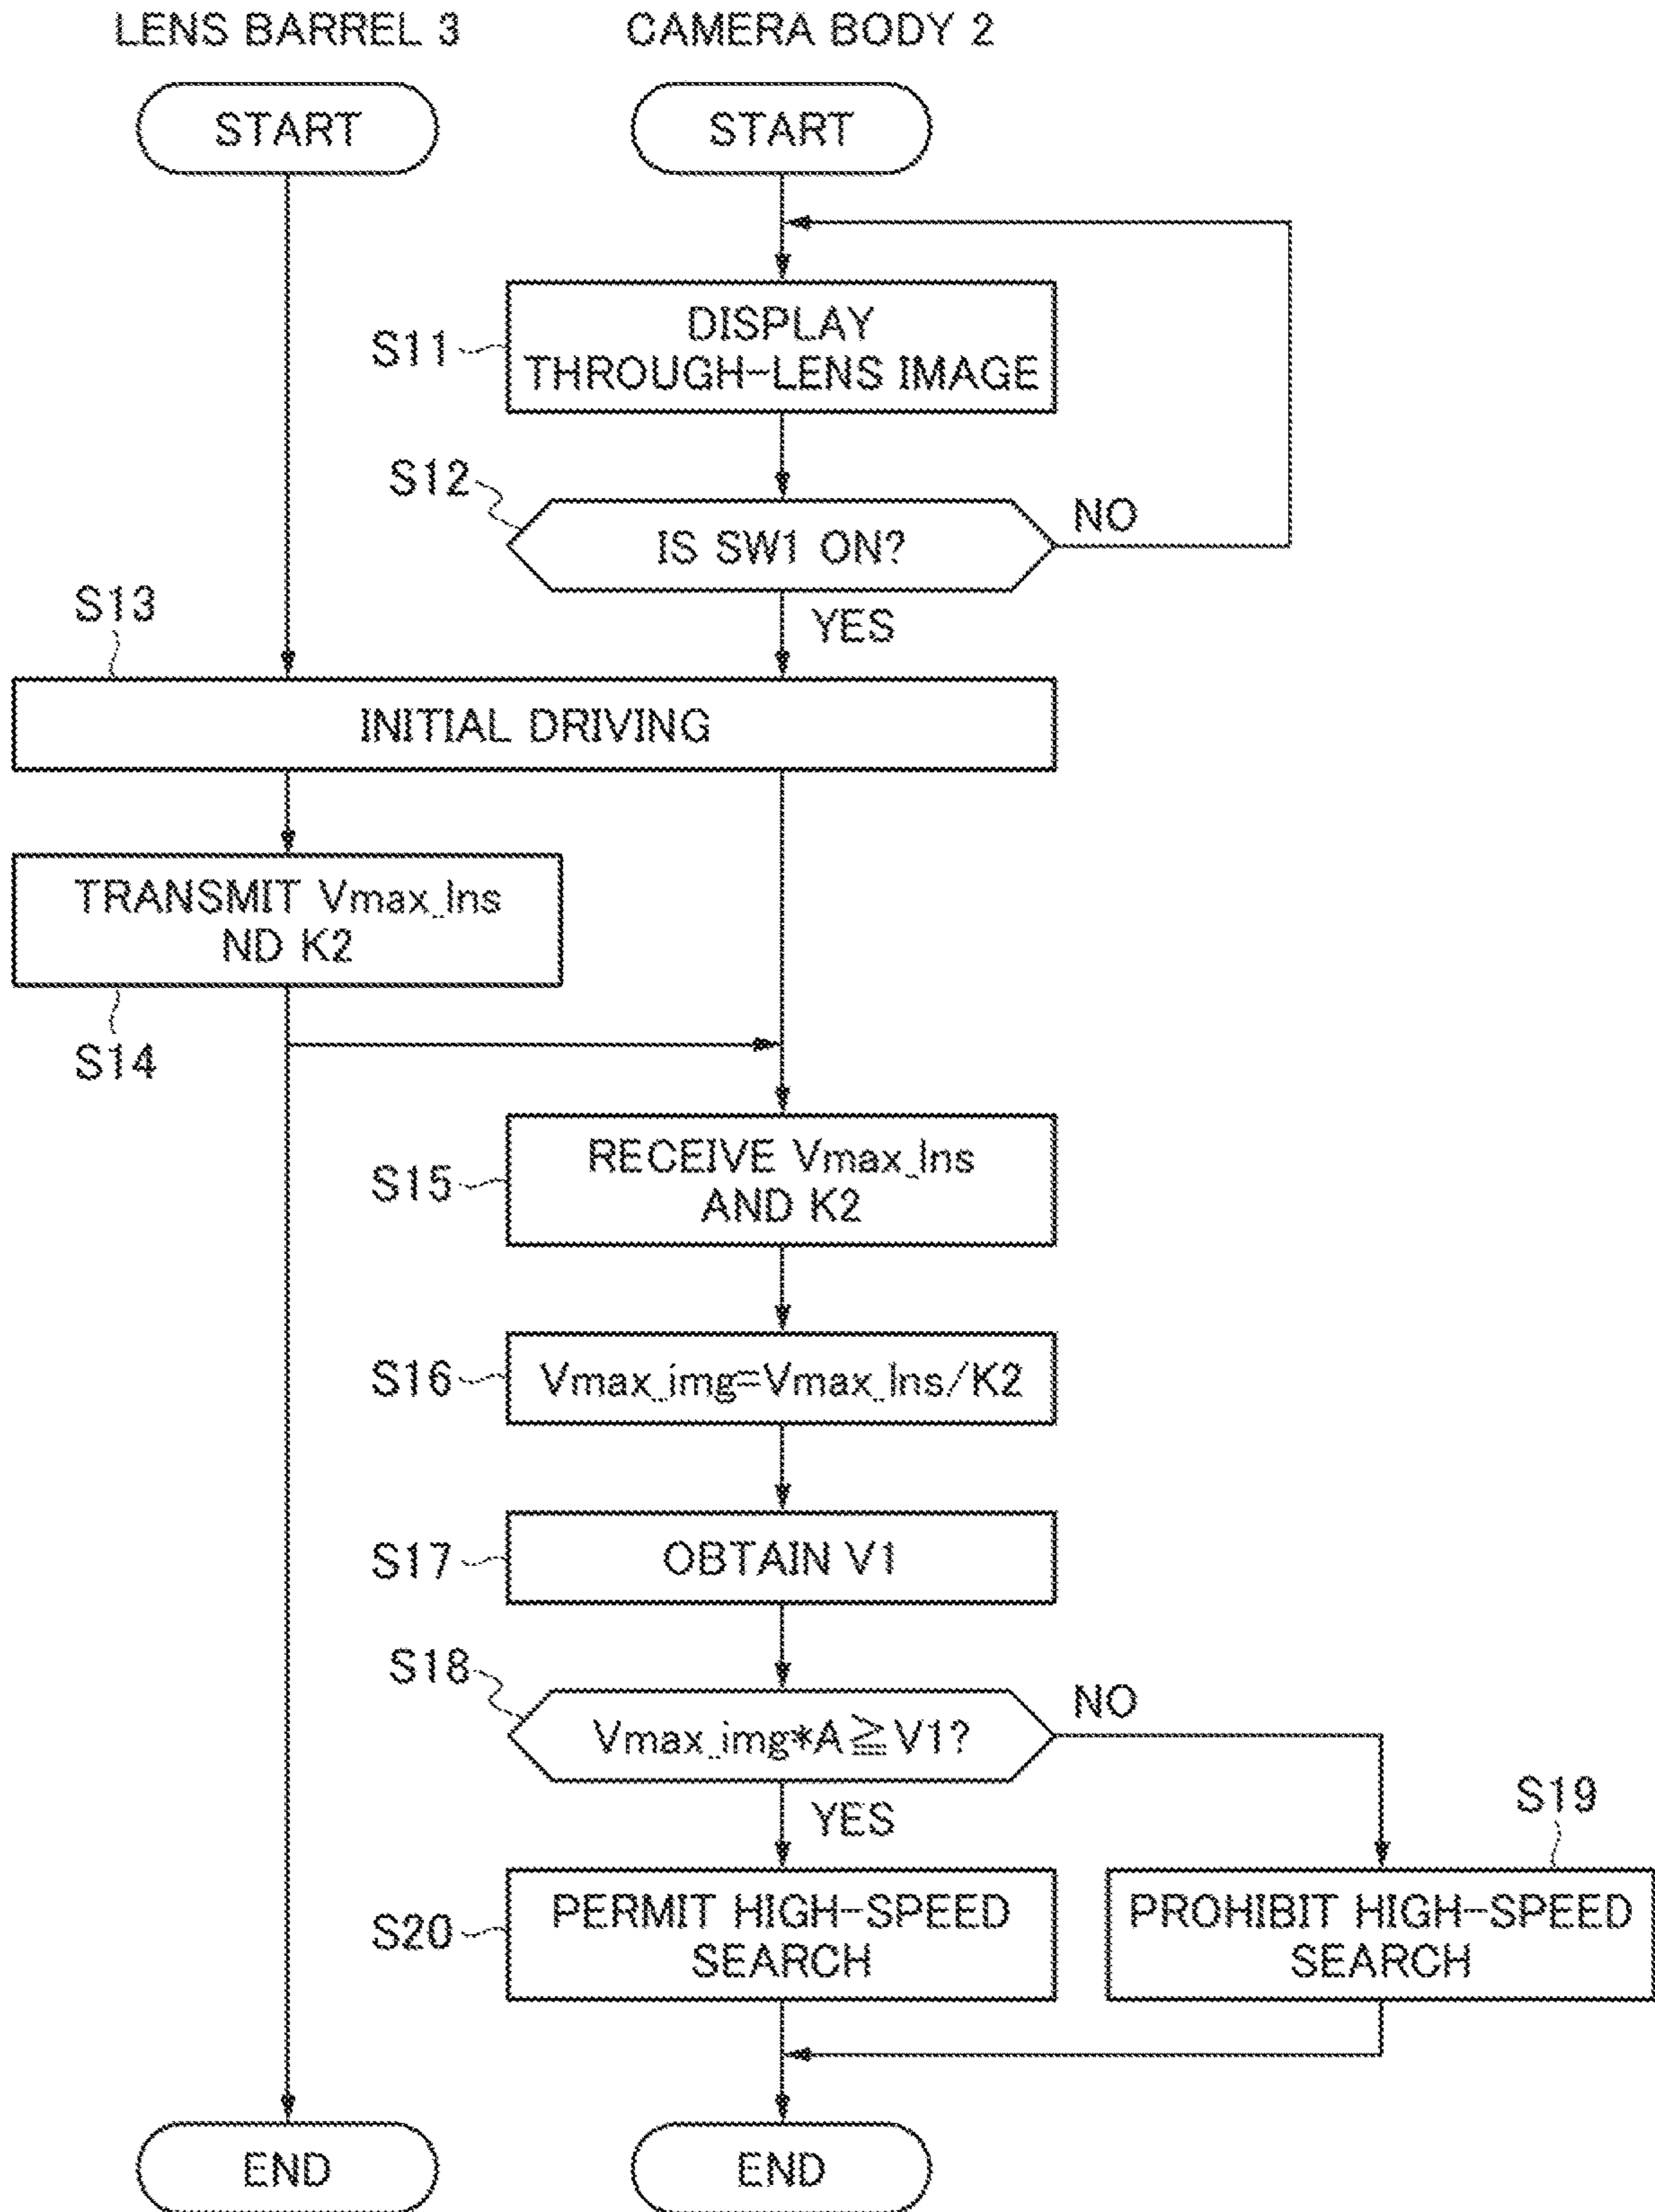 LENS BARREL 3
CAMERA BODY 2
START
START
S11
DISPLAY
THROUGH-LENS IMAGE
S12
IS SW1 ON?
NO
YES
S13
INITIAL DRIVING
TRANSMIT Vmax_lns
ND K2
S14
S15
RECEIVE Vmax_lns
AND K2
S16
Vmax_img=Vmax_lns/K2
S17
OBTAIN V1
S18
Vmax_img*A≧V1?
NO
YES
S19
S20
PERMIT HIGH-SPEED
SEARCH
PROHIBIT HIGH-SPEED
SEARCH
END
END